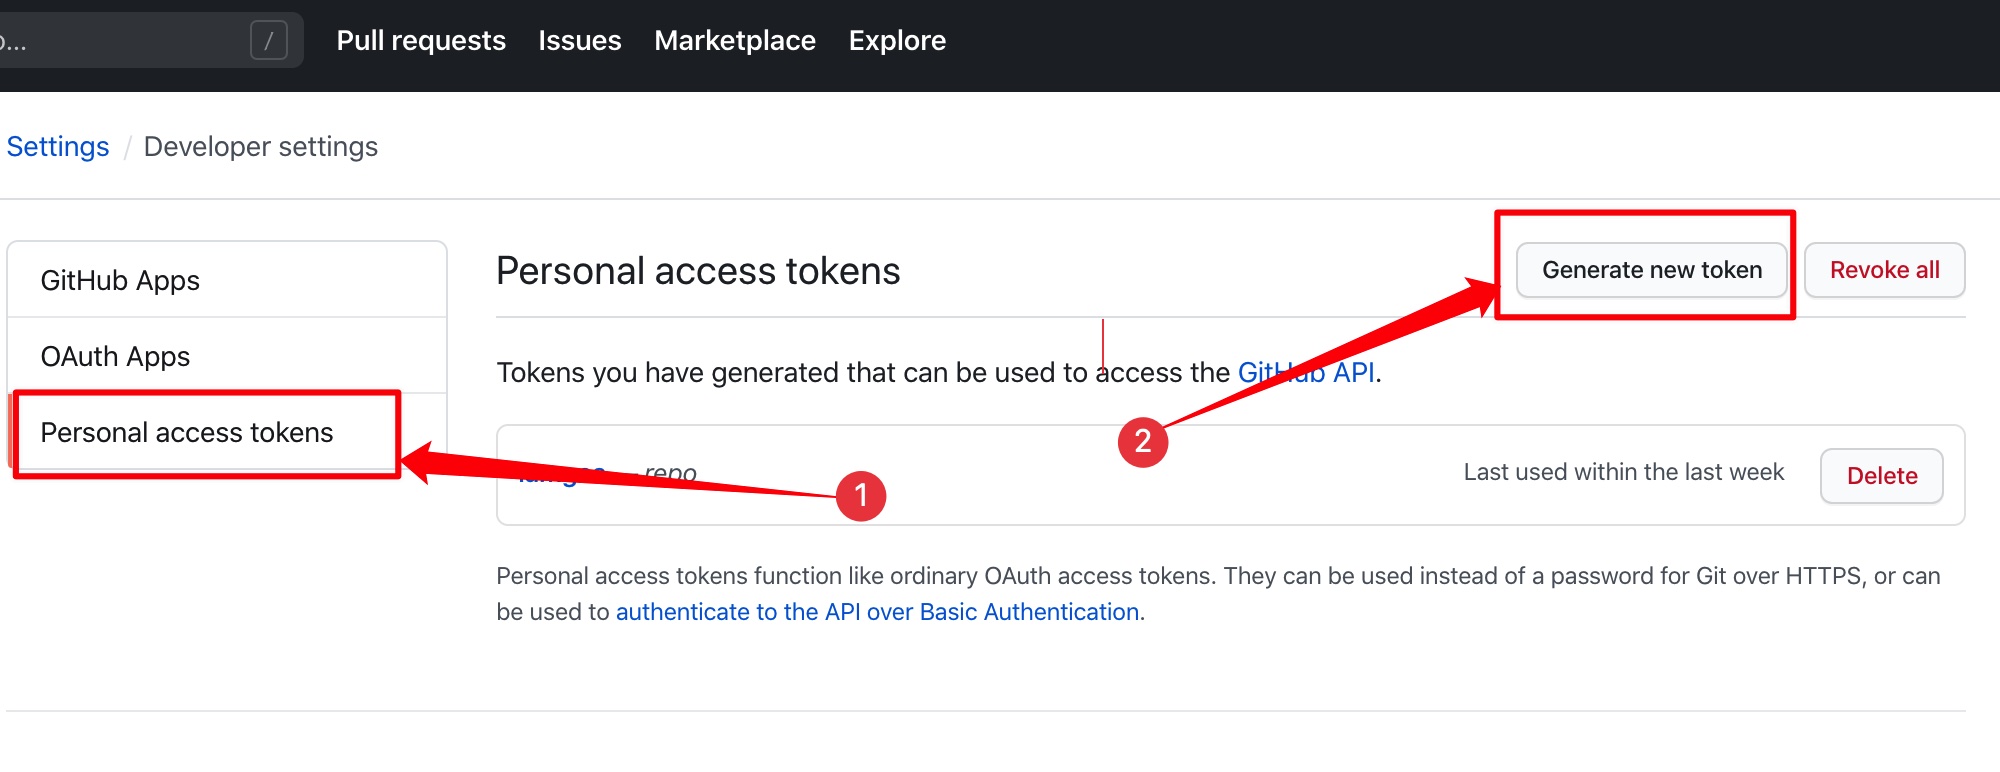 o...
/
Pull requests Issues Marketplace Explore
Settings / Developer settings
GitHub Apps
OAuth Apps
Personal access tokens
Personal access tokens
Generate new token
Revoke all
Tokens you have generated that can be used to access the GitHub API.
2
— repo
1
Last used within the last week
Delete
Personal access tokens function like ordinary OAuth access tokens. They can be used instead of a password for Git over HTTPS, or can
be used to authenticate to the API over Basic Authentication.